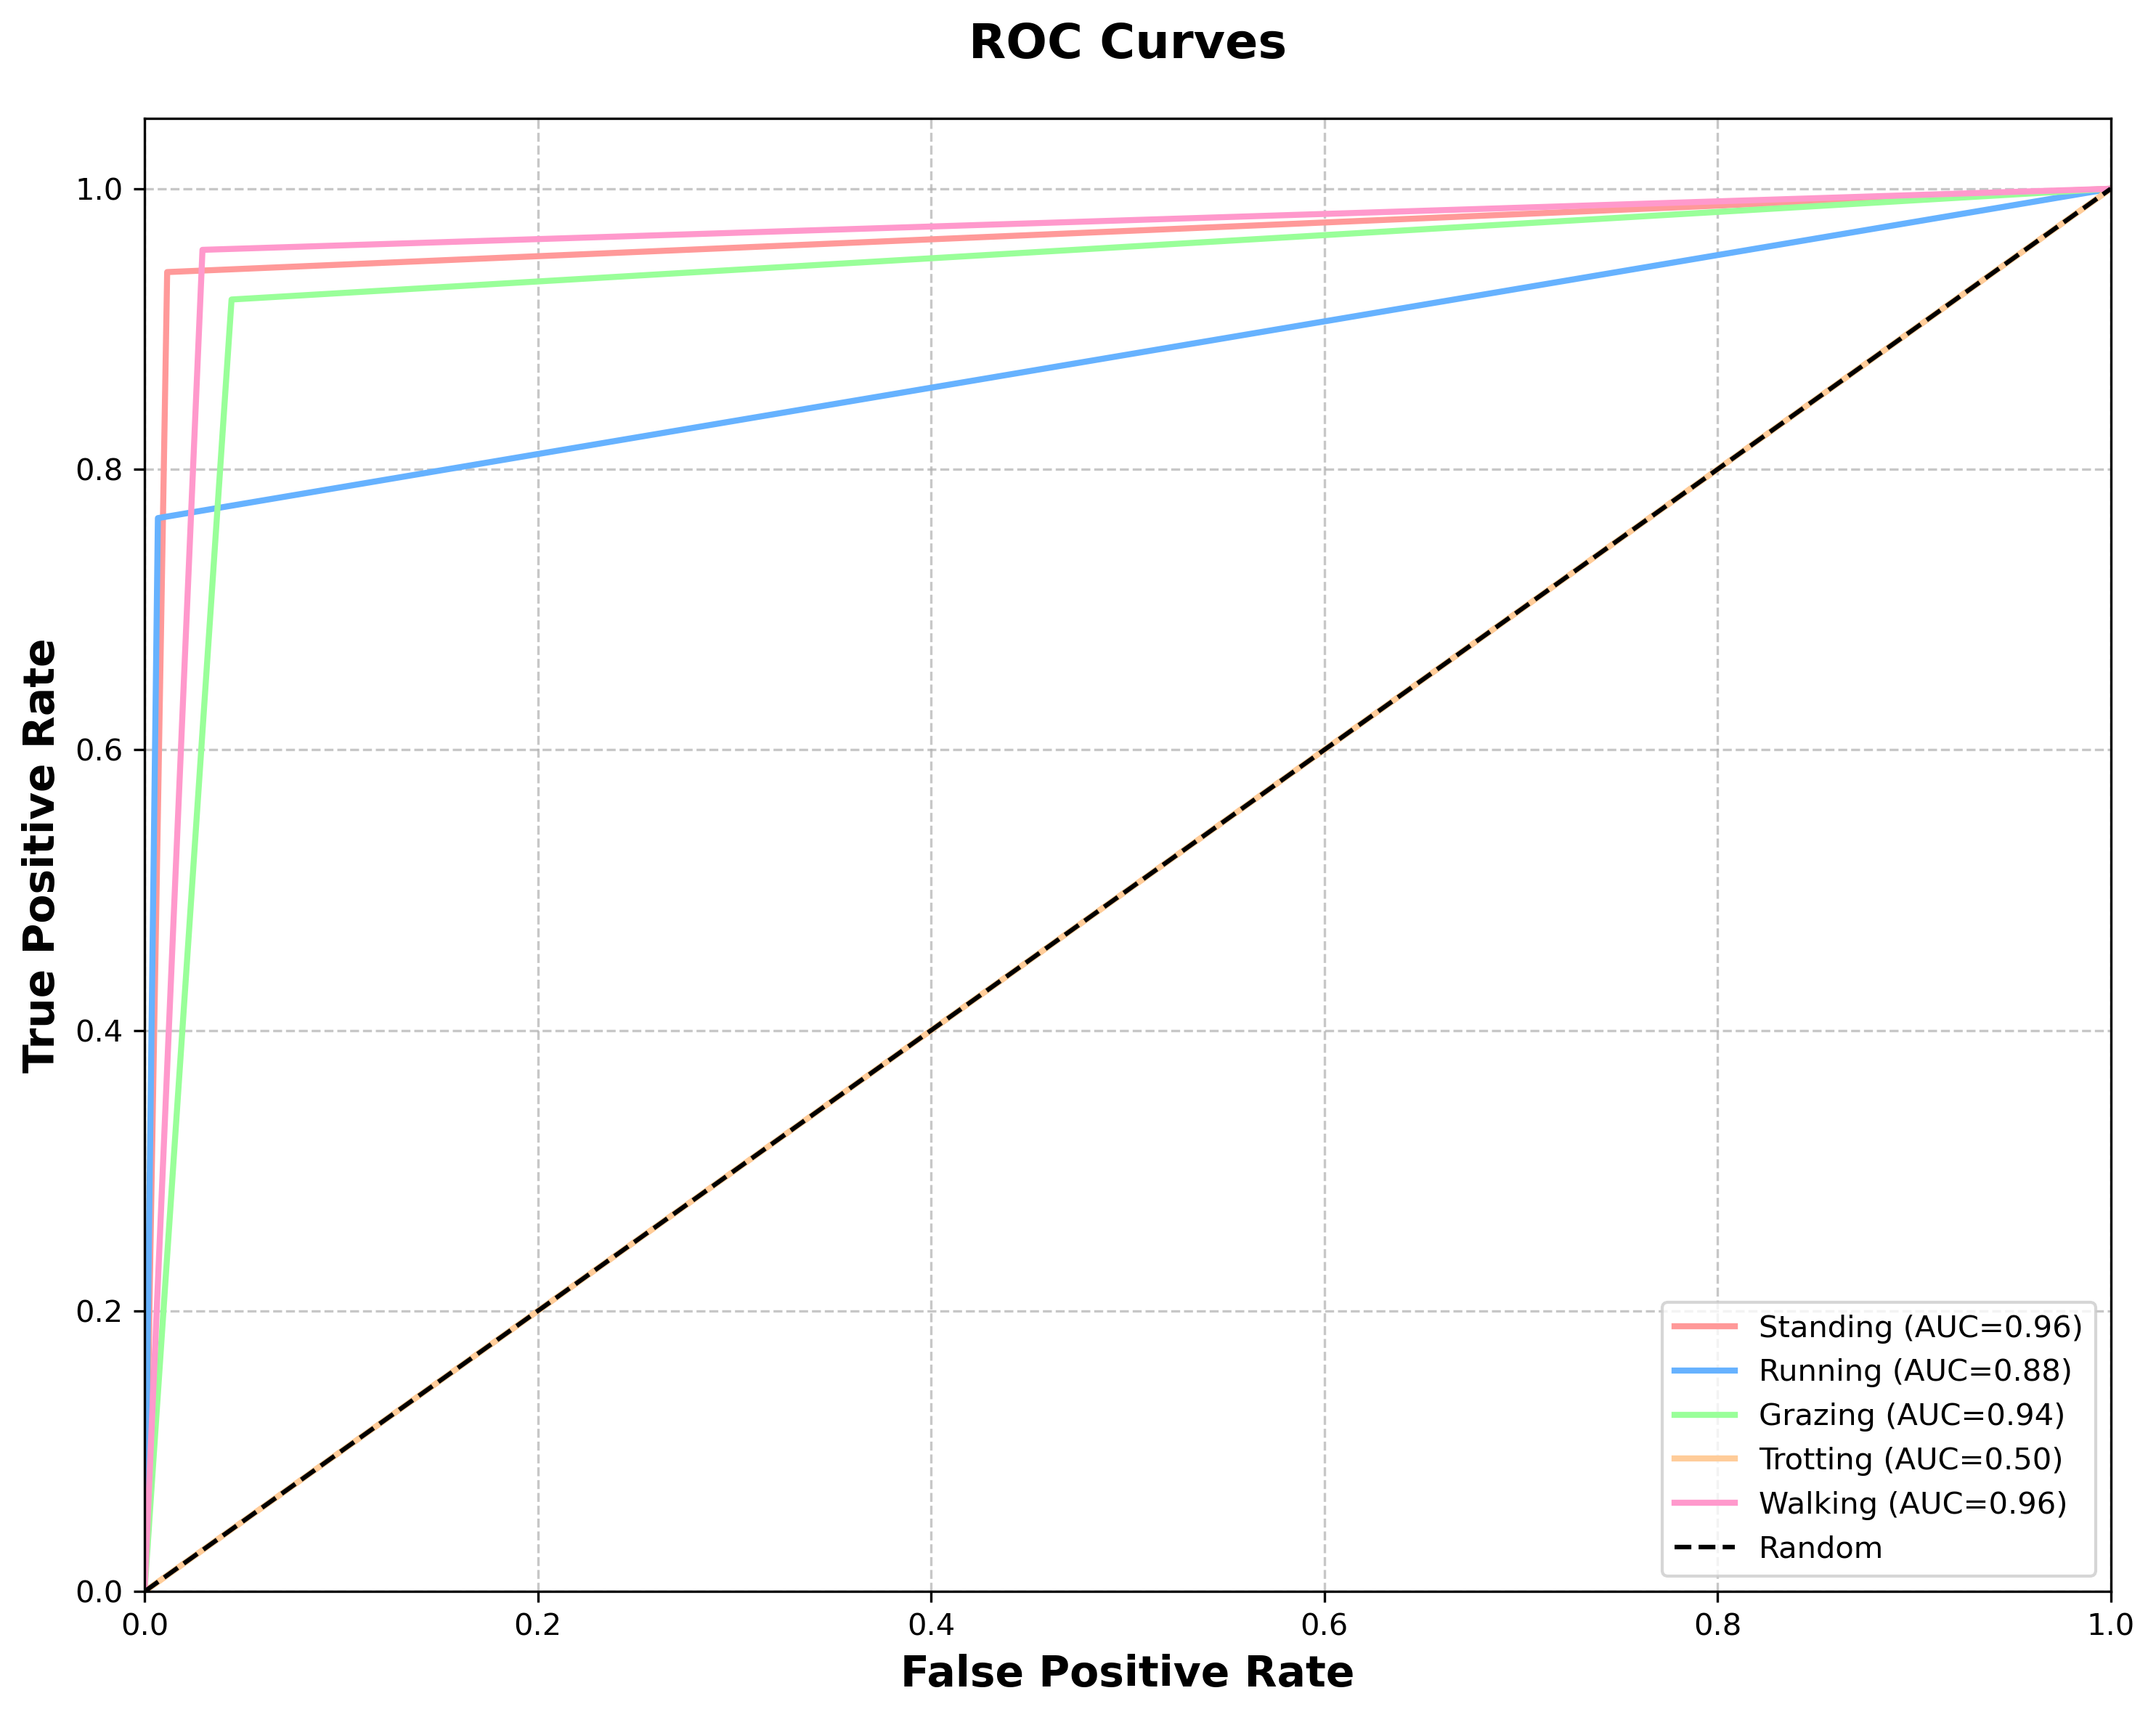 ROC Curves
1.0
0.8
0.6
0.4
0.2
0.0
True Positive Rate
0.0 0.2 0.4 0.6 0.8 1.0
False Positive Rate
Standing (AUC=0.96)
Running (AUC=0.88)
Grazing (AUC=0.94)
Trotting (AUC=0.50)
Walking (AUC=0.96)
Random